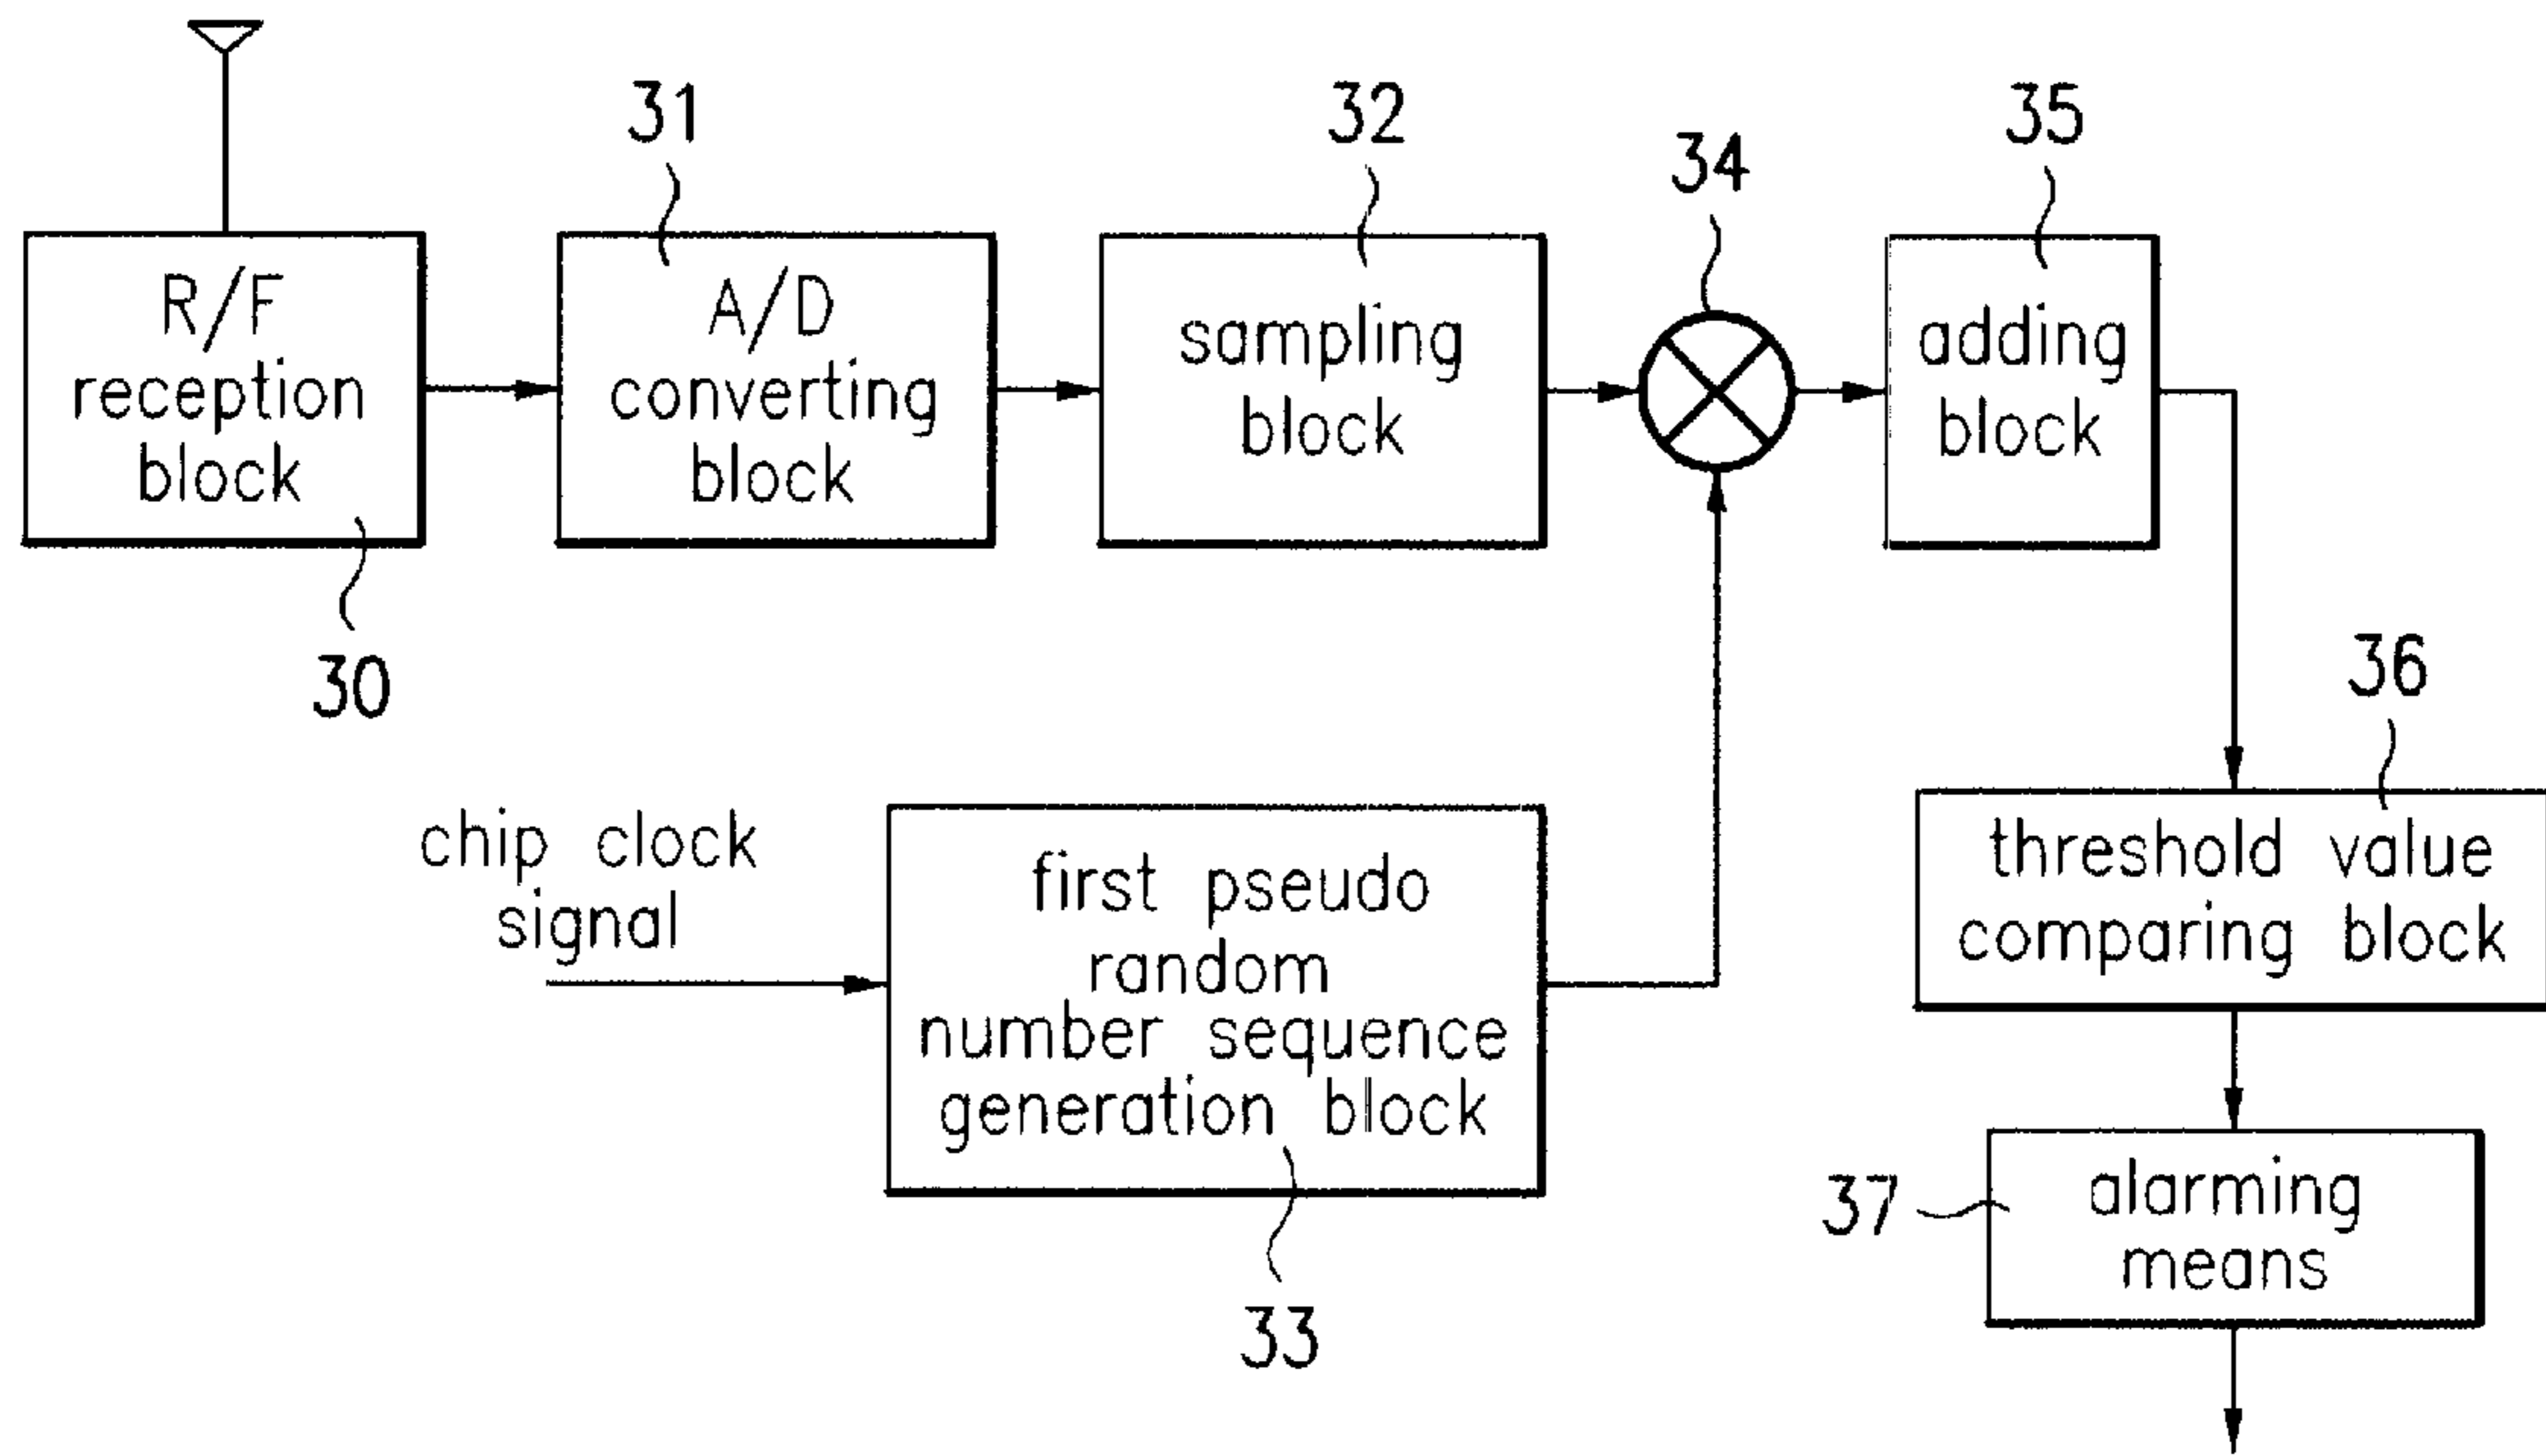 31
32
35
34
R/F
reception
block
A/D
converting
block
sampling
block
adding
block
30
36
chip clock
signal
first pseudo
random
number sequence
generation block
threshold value
comparing block
33
37
alarming
means